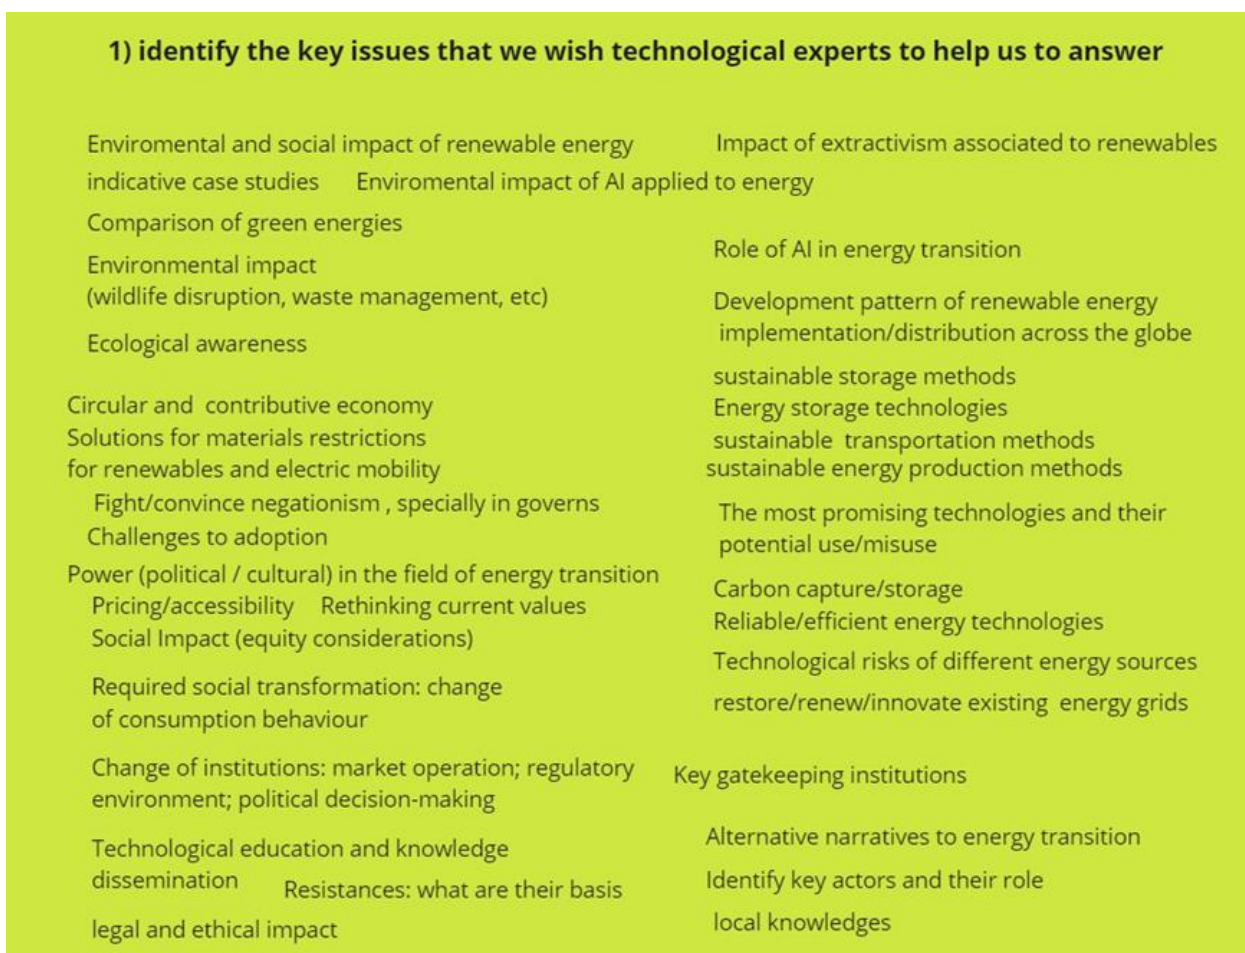 1) identify the key issues that we wish technological experts to help us to answer
Enviromental and social impact of renewable energy
indicative case studies
Enviromental impact of AI applied to energy
Comparison of green energies
Environmental impact
(wildlife disruption, waste management, etc)
Ecological awareness
Circular and contributive economy
Solutions for materials restrictions
for renewables and electric mobility
Fight/convince negationism , specially in governs
Challenges to adoption
Power (political / cultural) in the field of energy transition
Pricing/accessibility
Rethinking current values
Social Impact (equity considerations)
Required social transformation: change
of consumption behaviour
Change of institutions: market operation; regulatory
environment; political decision-making
Technological education and knowledge
dissemination
Resistances: what are their basis
legal and ethical impact
Impact of extractivism associated to renewables
Role of AI in energy transition
Development pattern of renewable energy
implementation/distribution across the globe
sustainable storage methods
Energy storage technologies
sustainable transportation methods
sustainable energy production methods
The most promising technologies and their
potential use/misuse
Carbon capture/storage
Reliable/efficient energy technologies
Technological risks of different energy sources
restore/renew/innovate existing energy grids
Key gatekeeping institutions
Alternative narratives to energy transition
Identify key actors and their role
local knowledges